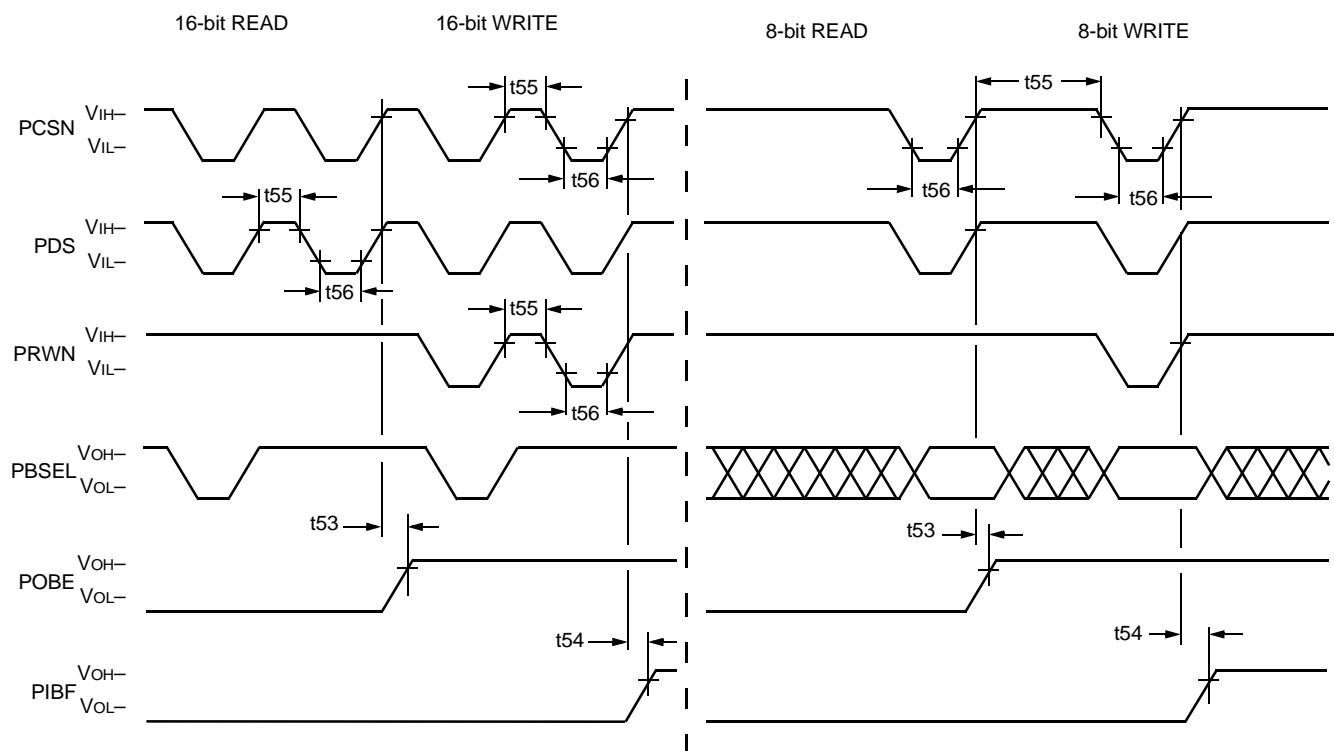 16-bit READ
16-bit WRITE
8-bit READ
8-bit WRITE
t55
t55
PCSN
VIH–
VIL–
t56
t56
t56
t55
PDS
VIH–
VIL–
t56
t55
PRWN
VIH–
VIL–
t56
PBSEL
VOH–
VOL–
t53
t53
POBE
VOH–
VOL–
t54
t54
PIBF
VOH–
VOL–